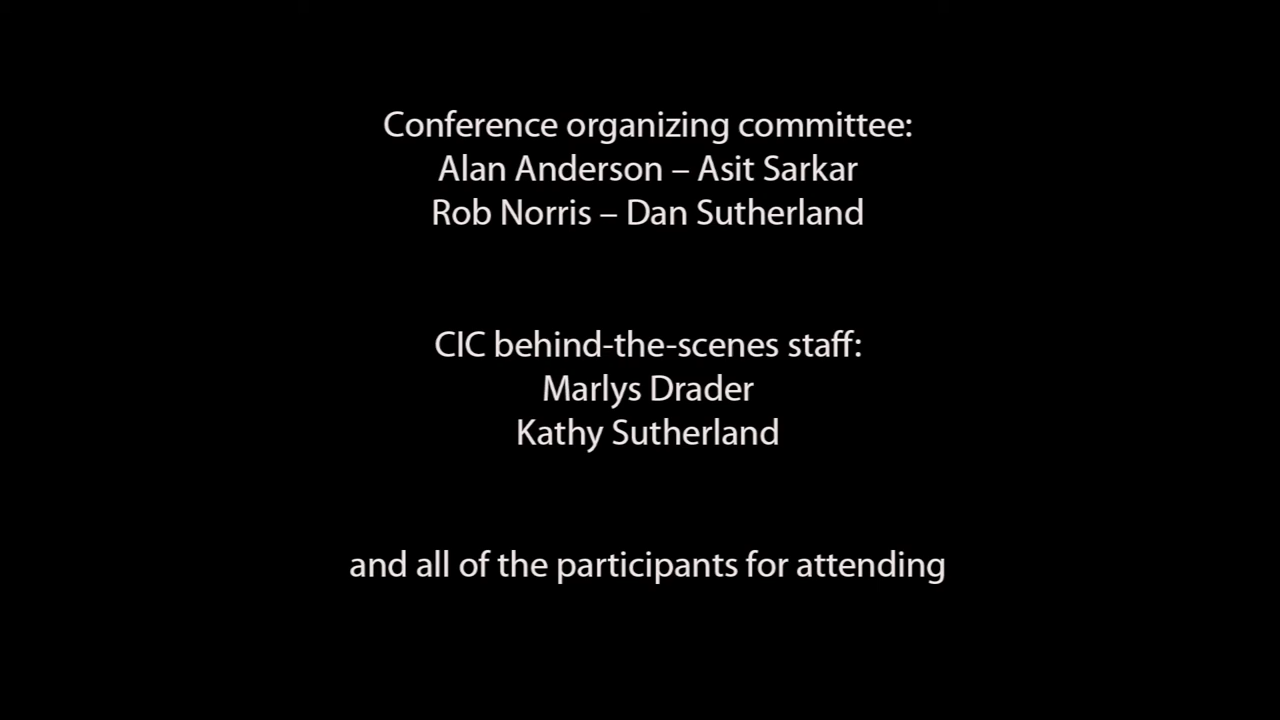 Conference organizing committee:
Alan Anderson – Asit Sarkar
Rob Norris – Dan Sutherland
CIC behind-the-scenes staff:
Marlys Drader
Kathy Sutherland
and all of the participants for attending